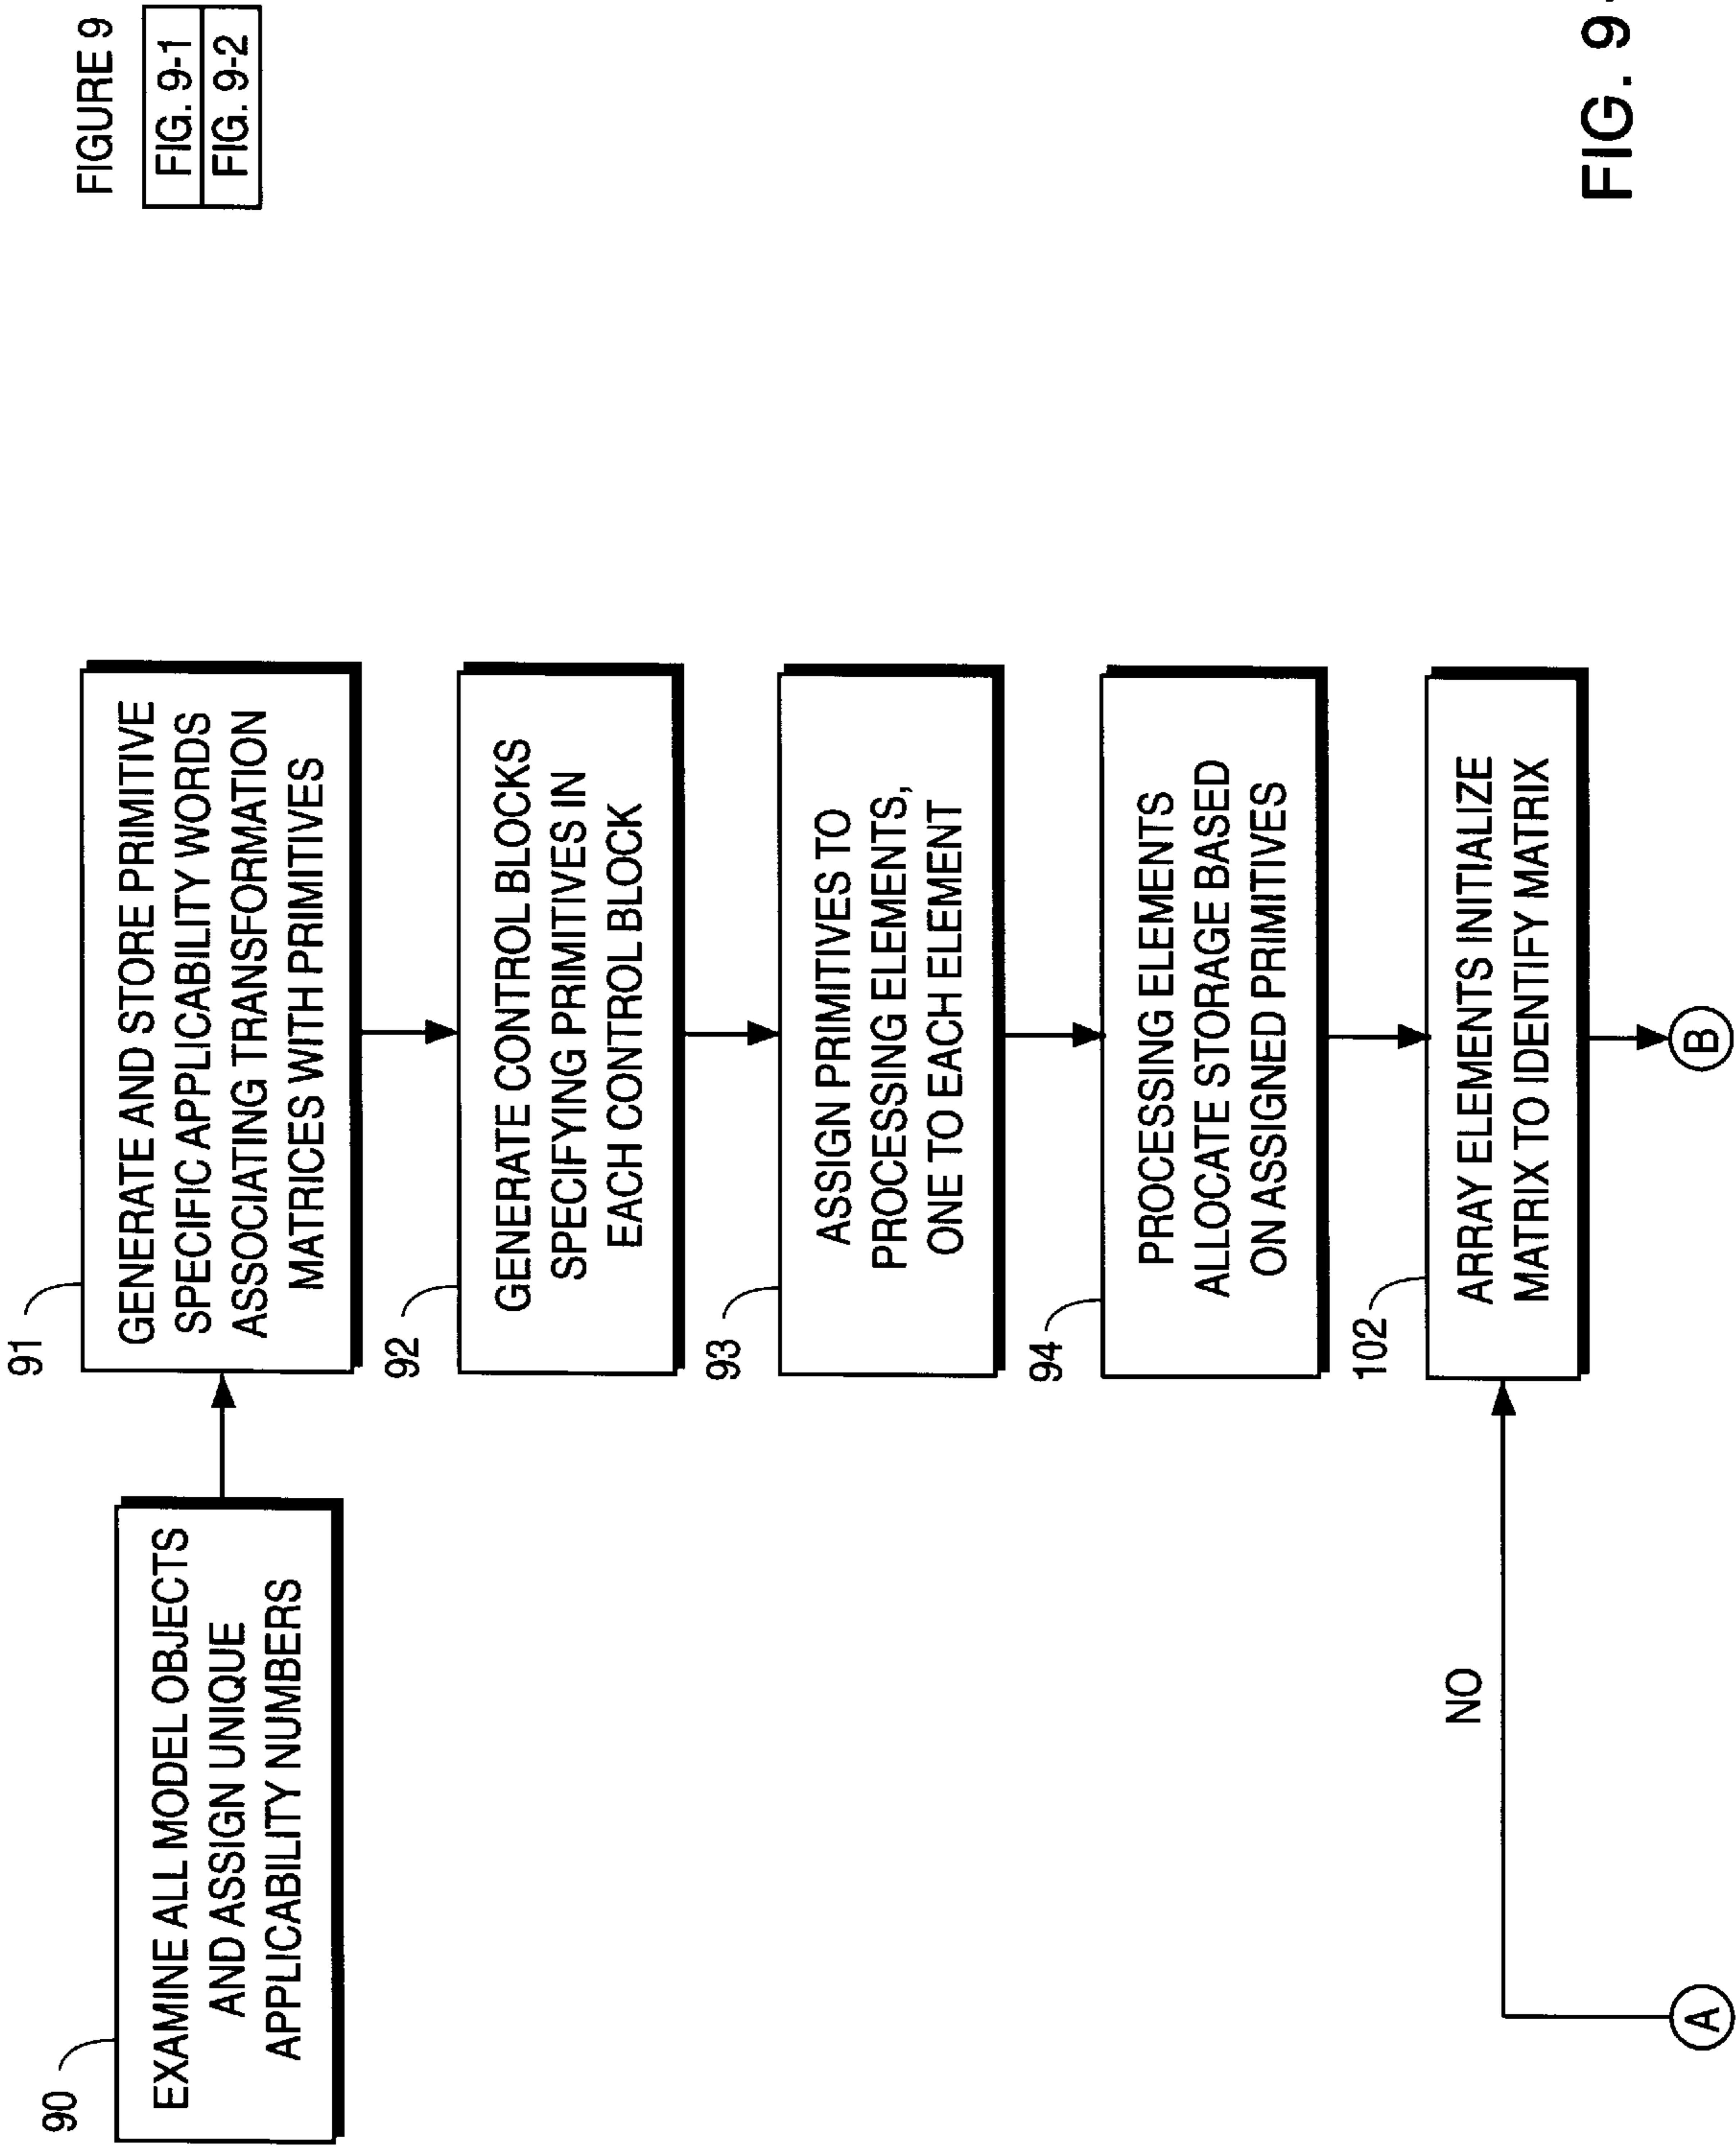 FIGURE 9
FIG. 9-1
FIG. 9-2
90
EXAMINE ALL MODEL OBJECTS
AND ASSIGN UNIQUE
APPLICABILITY NUMBERS
91
GENERATE AND STORE PRIMITIVE
SPECIFIC APPLICABILITY WORDS
ASSOCIATING TRANSFORMATION
MATRICES WITH PRIMITIVES
92
GENERATE CONTROL BLOCKS
SPECIFYING PRIMITIVES IN
EACH CONTROL BLOCK
93
ASSIGN PRIMITIVES TO
PROCESSING ELEMENTS,
ONE TO EACH ELEMENT
94
PROCESSING ELEMENTS
ALLOCATE STORAGE BASED
ON ASSIGNED PRIMITIVES
102
NO
ARRAY ELEMENTS INITIALIZE
MATRIX TO IDENTIFY MATRIX
A
B
FIG. 9-